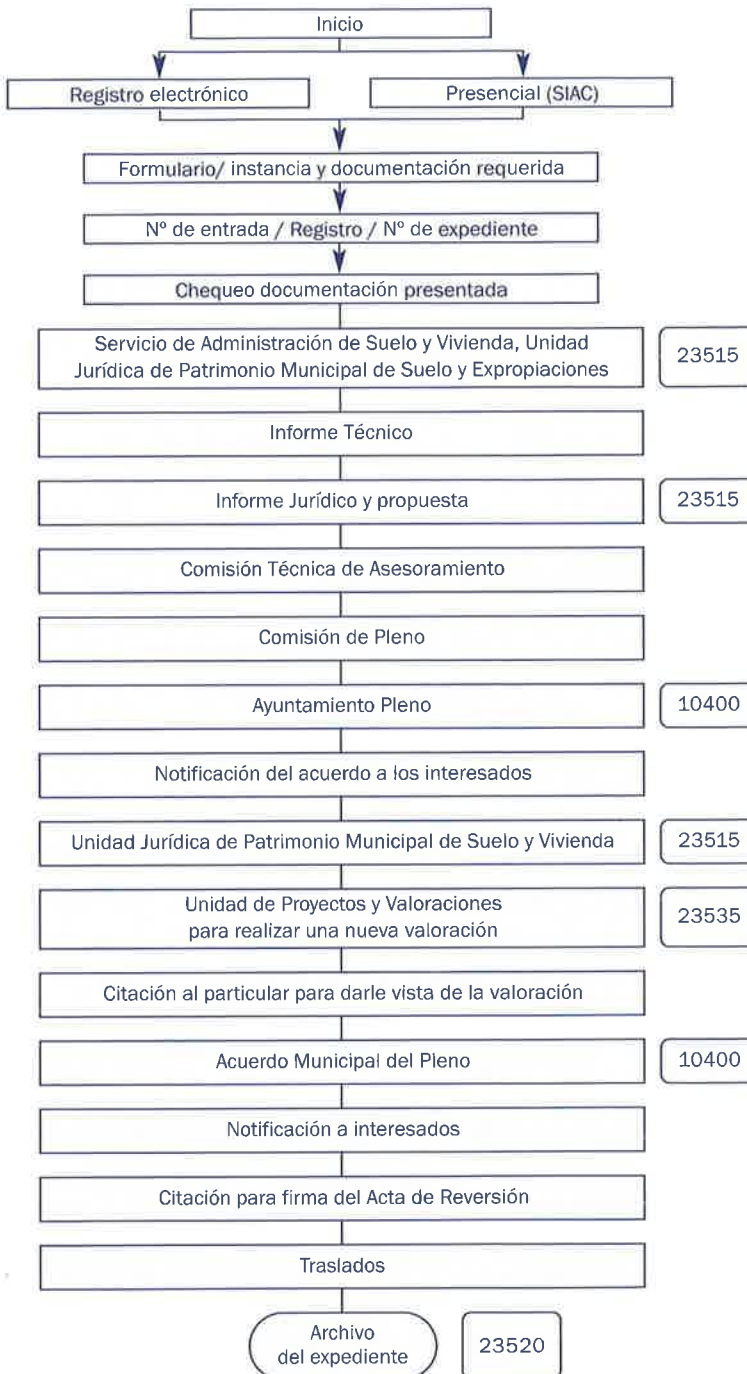 Inicio
Registro electrónico
Presencial (SIAC)
Formulario/ instancia y documentación requerida
Nº de entrada / Registro / Nº de expediente
Chequeo documentación presentada
Servicio de Administración de Suelo y Vivienda, Unidad
Jurídica de Patrimonio Municipal de Suelo y Expropiaciones
23515
Informe Técnico
Informe Jurídico y propuesta
23515
Comisión Técnica de Asesoramiento
Comisión de Pleno
Ayuntamiento Pleno
10400
Notificación del acuerdo a los interesados
Unidad Jurídica de Patrimonio Municipal de Suelo y Vivienda
23515
Unidad de Proyectos y Valoraciones
para realizar una nueva valoración
23535
Citación al particular para darle vista de la valoración
Acuerdo Municipal del Pleno
10400
Notificación a interesados
Citación para firma del Acta de Reversión
Traslados
Archivo
del expediente
23520